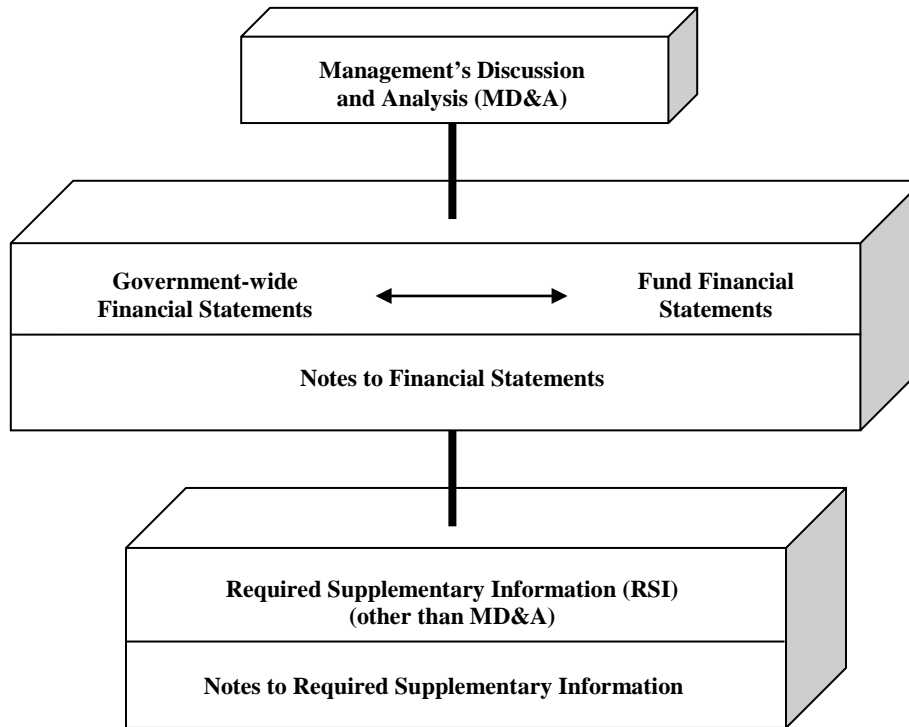 Management’s Discussion
and Analysis (MD&A)
Government-wide
Financial Statements
Fund Financial
Statements
Notes to Financial Statements
Required Supplementary Information (RSI)
(other than MD&A)
Notes to Required Supplementary Information